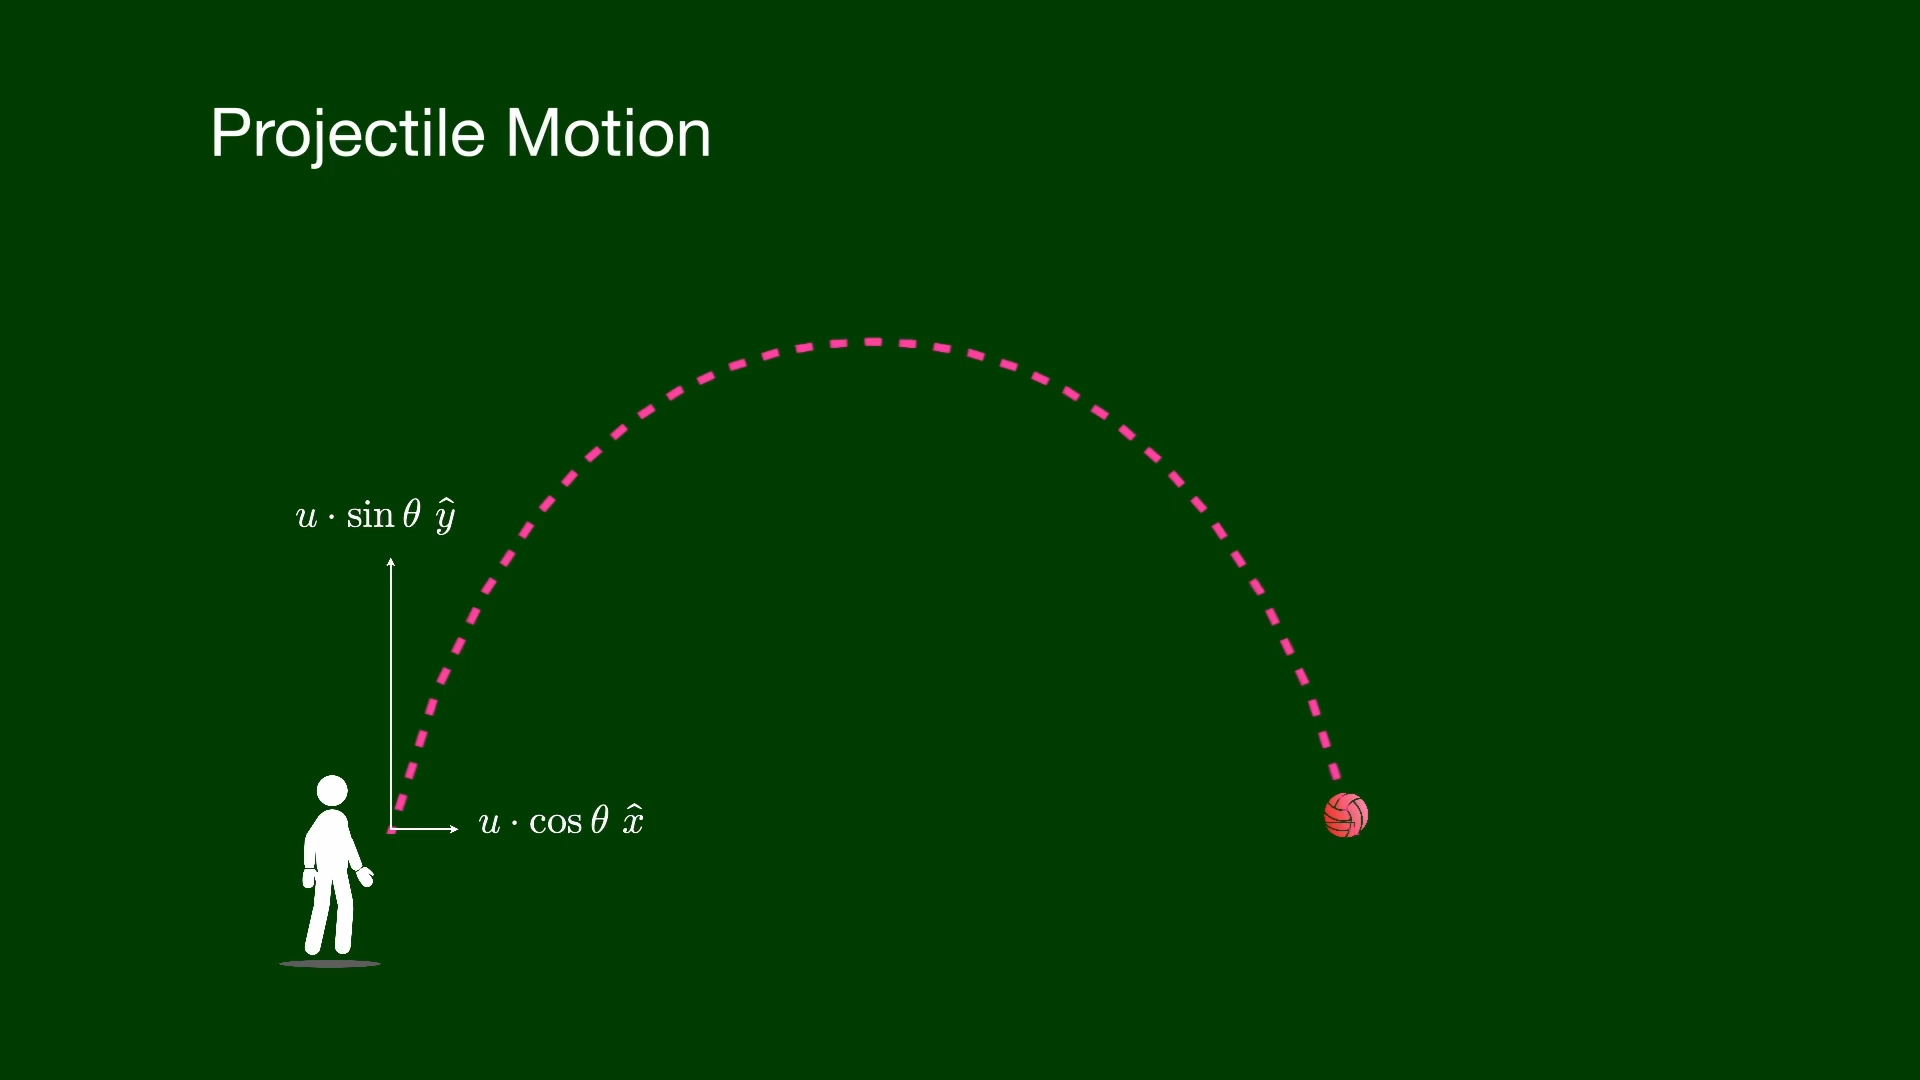 Projectile Motion
u · sin θ ŷ
u · cos θ x̂